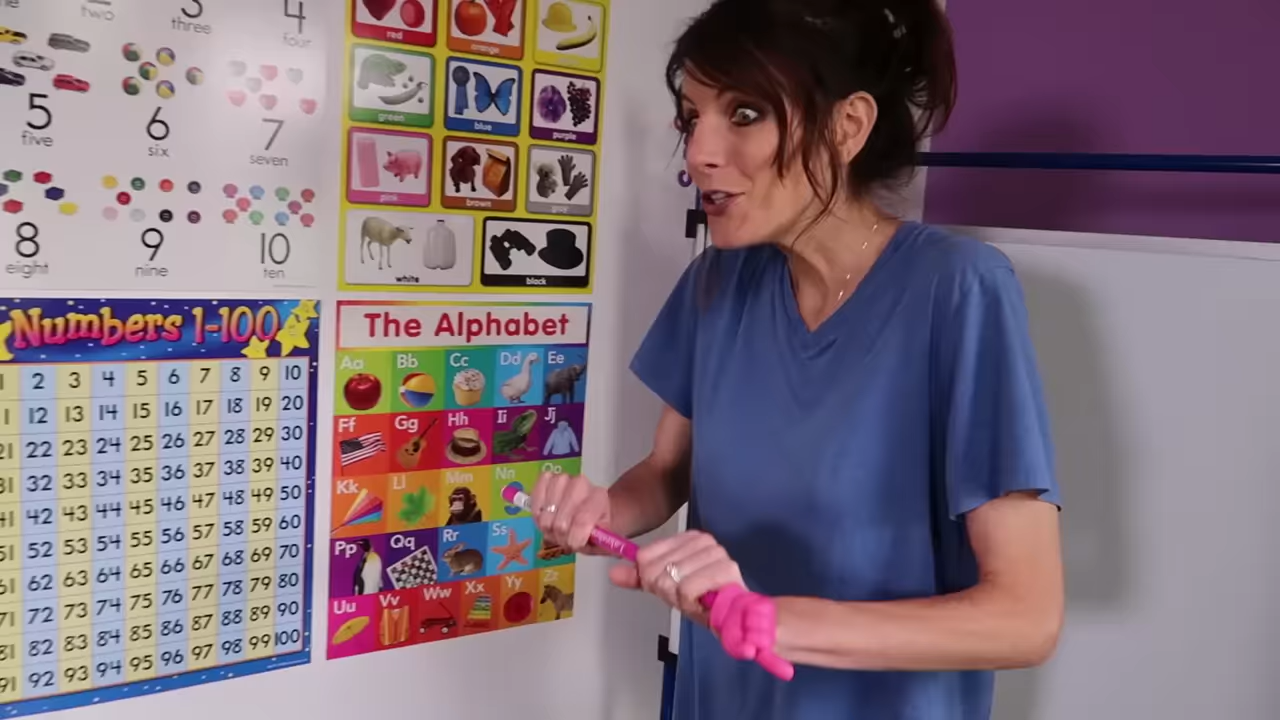 two
3
three
4
four
5
five
6
six
7
seven
8
eight
9
nine
10
ten
red
orange
green
blue
purple
pink
brown
gray
white
black
Numbers 1-100
2 3 4 5 6 7 8 9 10
12 13 14 15 16 17 18 19 20
22 23 24 25 26 27 28 29 30
32 33 34 35 36 37 38 39 40
42 43 44 45 46 47 48 49 50
52 53 54 55 56 57 58 59 60
62 63 64 65 66 67 68 69 70
72 73 74 75 76 77 78 79 80
82 83 84 85 86 87 88 89 90
92 93 94 95 96 97 98 99 100
The Alphabet
Aa Bb Cc Dd Ee
Ff Gg Hh Ii Jj
Kk Ll Mm Nn Oo
Pp Qq Rr Ss
Uu Vv Ww Xx Yy Zz